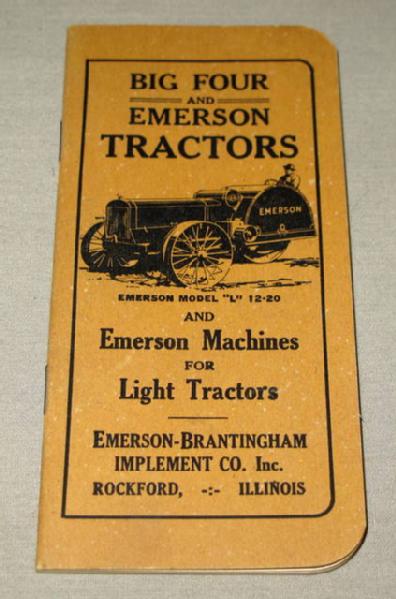 BIG FOUR
AND
EMERSON
TRACTORS
EMERSON
EMERSON MODEL "L" 12-20
AND
Emerson Machines
FOR
Light Tractors
EMERSON-BRANTINGHAM
IMPLEMENT CO. Inc.
ROCKFORD, -:- ILLINOIS